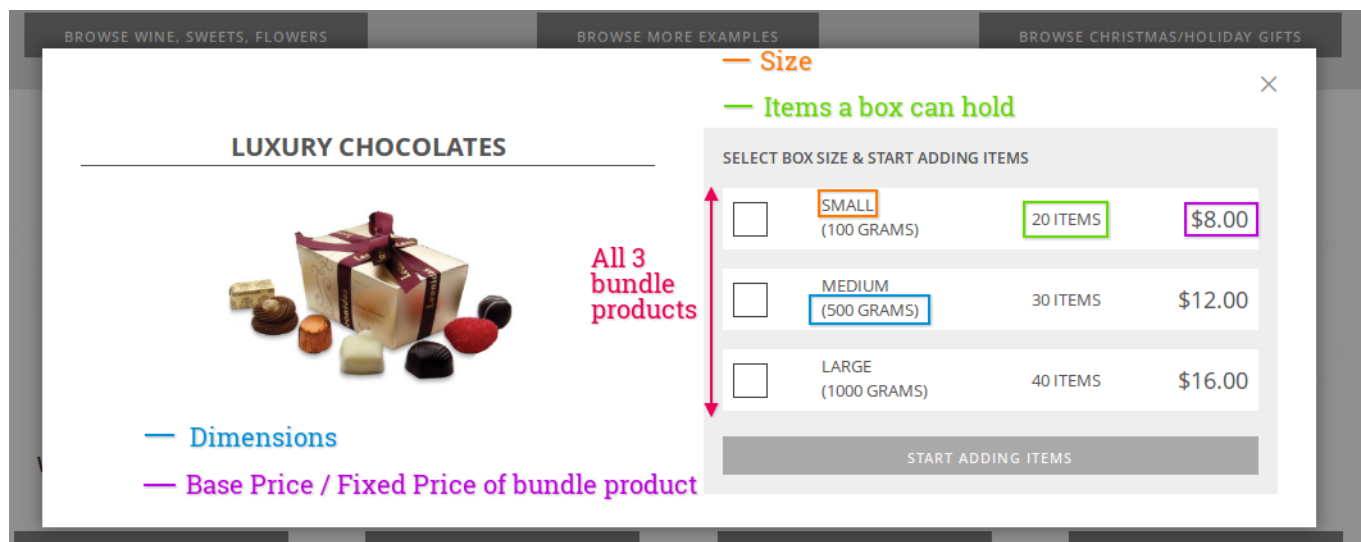 BROWSE WINE, SWEETS, FLOWERS
BROWSE MORE EXAMPLES
BROWSE CHRISTMAS/HOLIDAY GIFTS
— Size
— Items a box can hold
×
LUXURY CHOCOLATES
SELECT BOX SIZE & START ADDING ITEMS
SMALL
(100 GRAMS)
20 ITEMS
$8.00
All 3
bundle
products
MEDIUM
(500 GRAMS)
30 ITEMS
$12.00
LARGE
(1000 GRAMS)
40 ITEMS
$16.00
— Dimensions
— Base Price / Fixed Price of bundle product
START ADDING ITEMS